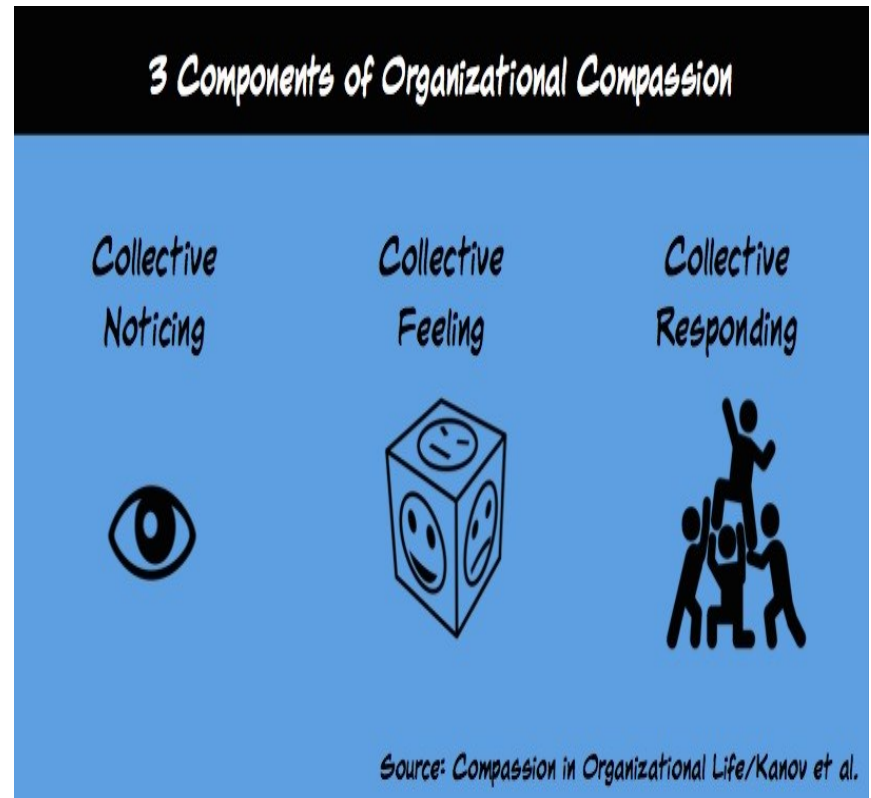 3 Components of Organizational Compassion
Collective
Noticing
Collective
Feeling
Collective
Responding
Source: Compassion in Organizational Life/Kanov et al.